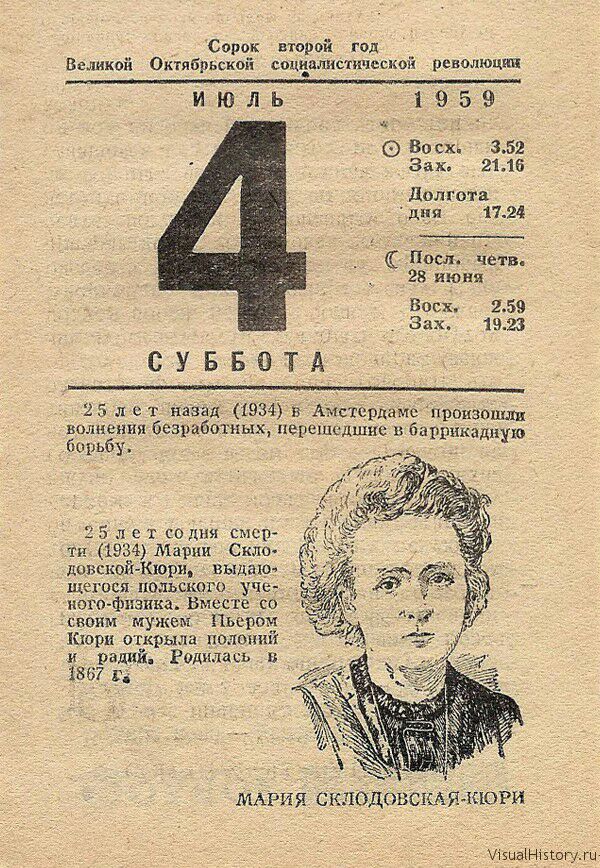 Сорок второй год
Великой Октябрьской социалистической революции
ИЮЛЬ 1959
4
Восх. 3.52
Зах. 21.16
Долгота
дня 17.24
Посл. четв.
28 июня
Восх. 2.59
Зах. 19.23
СУББОТА
25 лет назад (1934) в Амстердаме произошли
волнения безработных, перешедшие в баррикадную
борьбу.
25 лет со дня смер-
ти (1934) Марии Скло-
довской-Кюри, выдаю-
щегося польского уче-
ного-физика. Вместе со
своим мужем Пьером
Кюри открыла полоний
и радий. Родилась в
1867 г.
МАРИЯ СКЛОДОВСКАЯ-КЮРИ
VisualHistory.ru